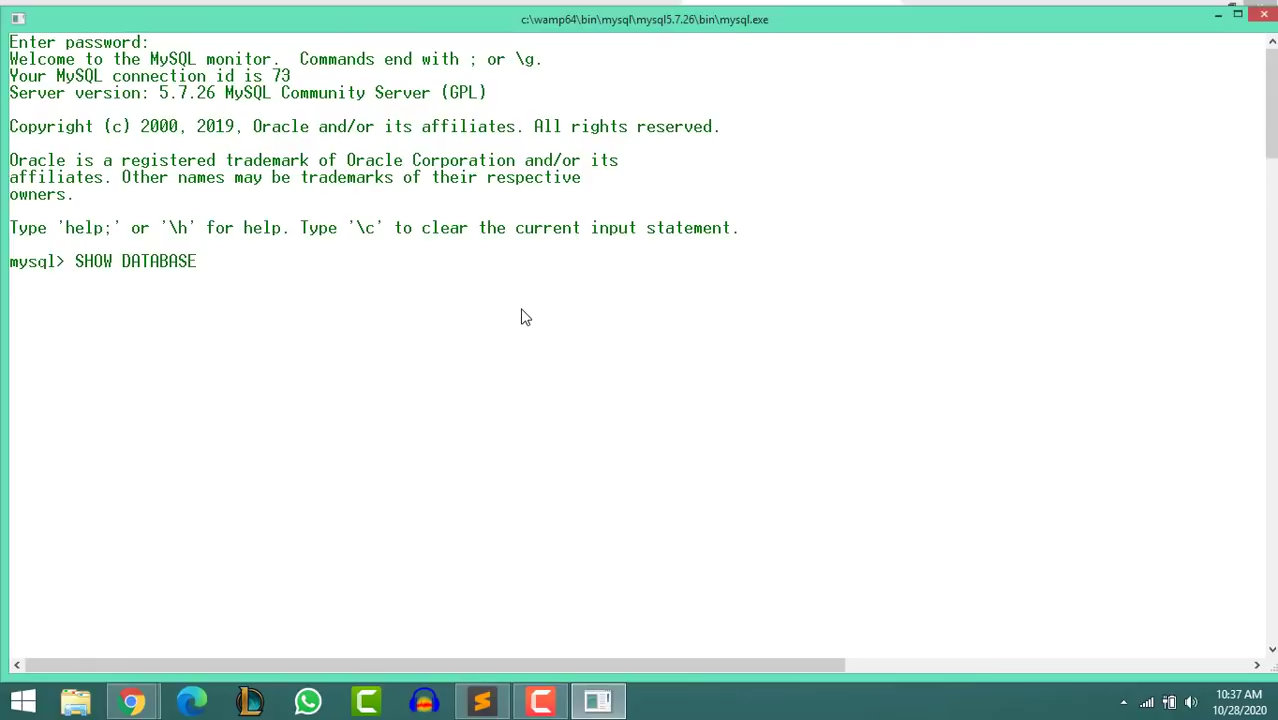 c:\wamp64\bin\mysql\mysql5.7.26\bin\mysql.exe
Enter password:
Welcome to the MySQL monitor.  Commands end with ; or \g.
Your MySQL connection id is 73
Server version: 5.7.26 MySQL Community Server (GPL)
Copyright (c) 2000, 2019, Oracle and/or its affiliates. All rights reserved.
Oracle is a registered trademark of Oracle Corporation and/or its
affiliates. Other names may be trademarks of their respective
owners.
Type 'help;' or '\h' for help. Type '\c' to clear the current input statement.
mysql> SHOW DATABASE
10:37 AM
10/28/2020